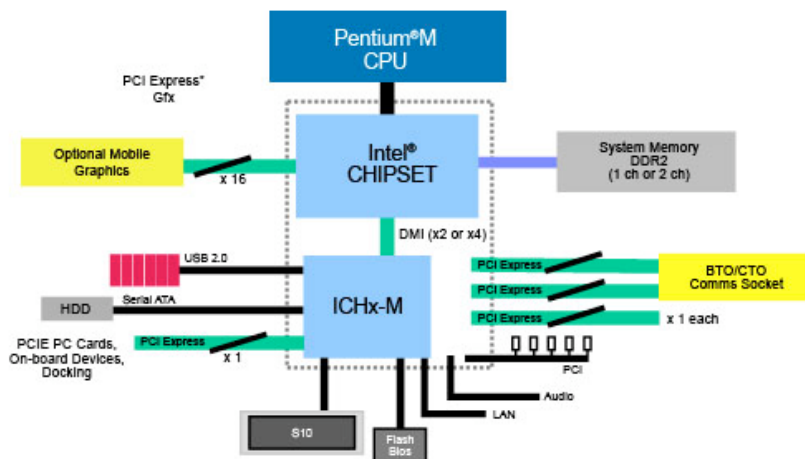 Pentium®M
CPU
PCI Express*
Gfx
Optional Mobile
Graphics
x 16
Intel®
CHIPSET
System Memory
DDR2
(1 ch or 2 ch)
DMI (x2 or x4)
USB 2.0
PCI Express
BTO/CTO
Comms Socket
HDD
Serial ATA
ICHx-M
PCI Express
PCI Express
x 1 each
PCIE PC Cards,
On-board Devices,
Docking
PCI Express
x 1
PCI
Audio
LAN
S10
Flash
Bios